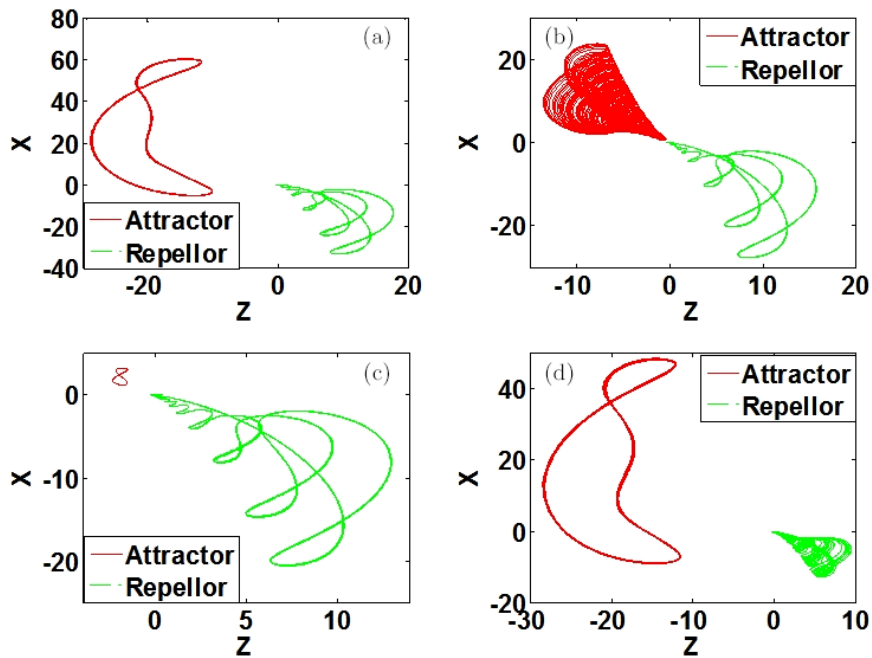 (a)
80
60
40
20
0
-20
-40
X
-20
0
20
Z
Attractor
Repellor
(b)
20
0
-20
X
-10
0
10
20
Z
Attractor
Repellor
(c)
0
-10
-20
X
0
5
10
Z
Attractor
Repellor
(d)
40
20
0
-20
X
-30
-20
-10
0
10
Z
Attractor
Repellor